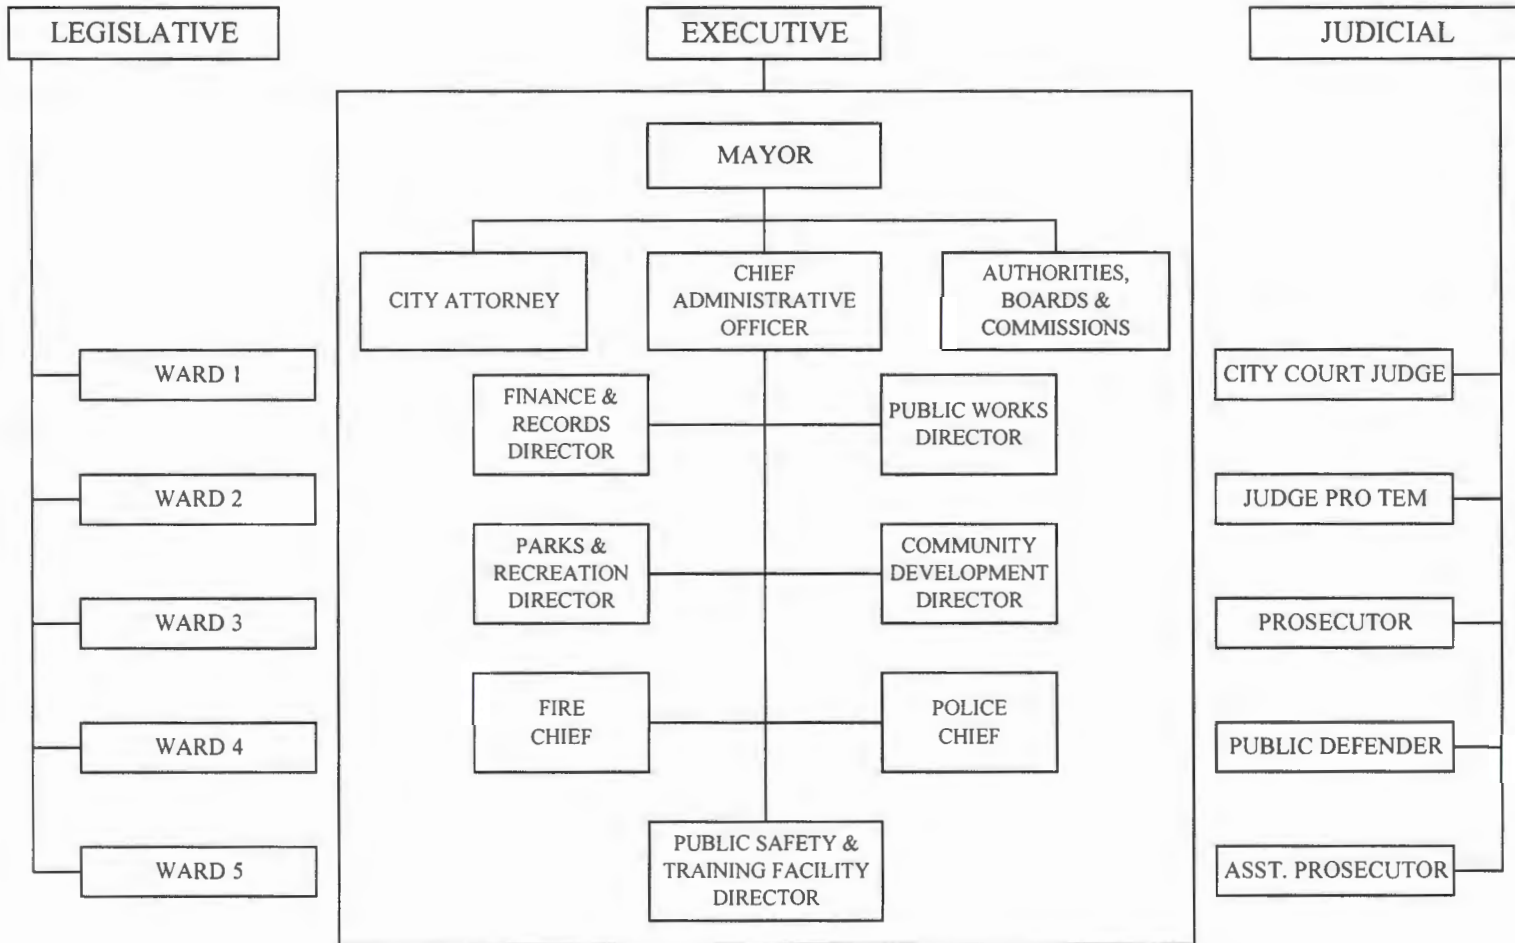 LEGISLATIVE
EXECUTIVE
JUDICIAL
MAYOR
CITY ATTORNEY
CHIEF
ADMINISTRATIVE
OFFICER
AUTHORITIES,
BOARDS &
COMMISSIONS
WARD 1
WARD 2
WARD 3
WARD 4
WARD 5
FINANCE &
RECORDS
DIRECTOR
PUBLIC WORKS
DIRECTOR
PARKS &
RECREATION
DIRECTOR
COMMUNITY
DEVELOPMENT
DIRECTOR
FIRE
CHIEF
POLICE
CHIEF
PUBLIC SAFETY &
TRAINING FACILITY
DIRECTOR
CITY COURT JUDGE
JUDGE PRO TEM
PROSECUTOR
PUBLIC DEFENDER
ASST. PROSECUTOR